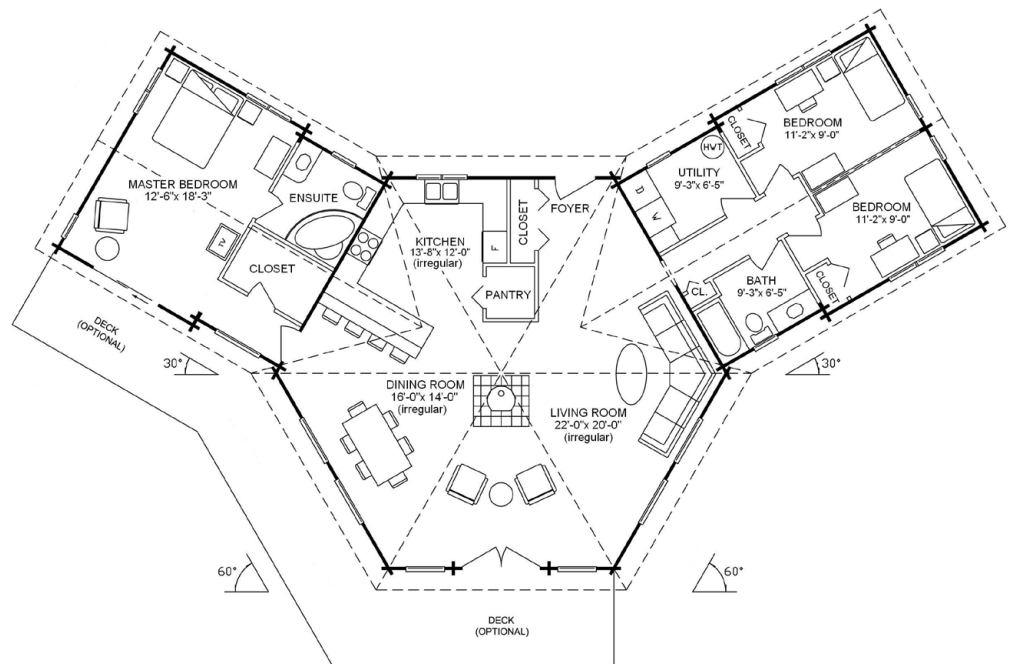 MASTER BEDROOM
12'-6"x 18'-3"
ENSUITE
TV
CLOSET
KITCHEN
13'-8"x 12'-0"
(irregular)
F
CLOSET
PANTRY
FOYER
UTILITY
9'-3"x 6'-5"
HWT
D
W
CLOSET
BEDROOM
11'-2"x 9'-0"
BEDROOM
11'-2"x 9'-0"
CLOSET
BATH
9'-3"x 6'-5"
CL.
DECK
(OPTIONAL)
30°
30°
DINING ROOM
16'-0"x 14'-0"
(irregular)
LIVING ROOM
22'-0"x 20'-0"
(irregular)
60°
60°
DECK
(OPTIONAL)